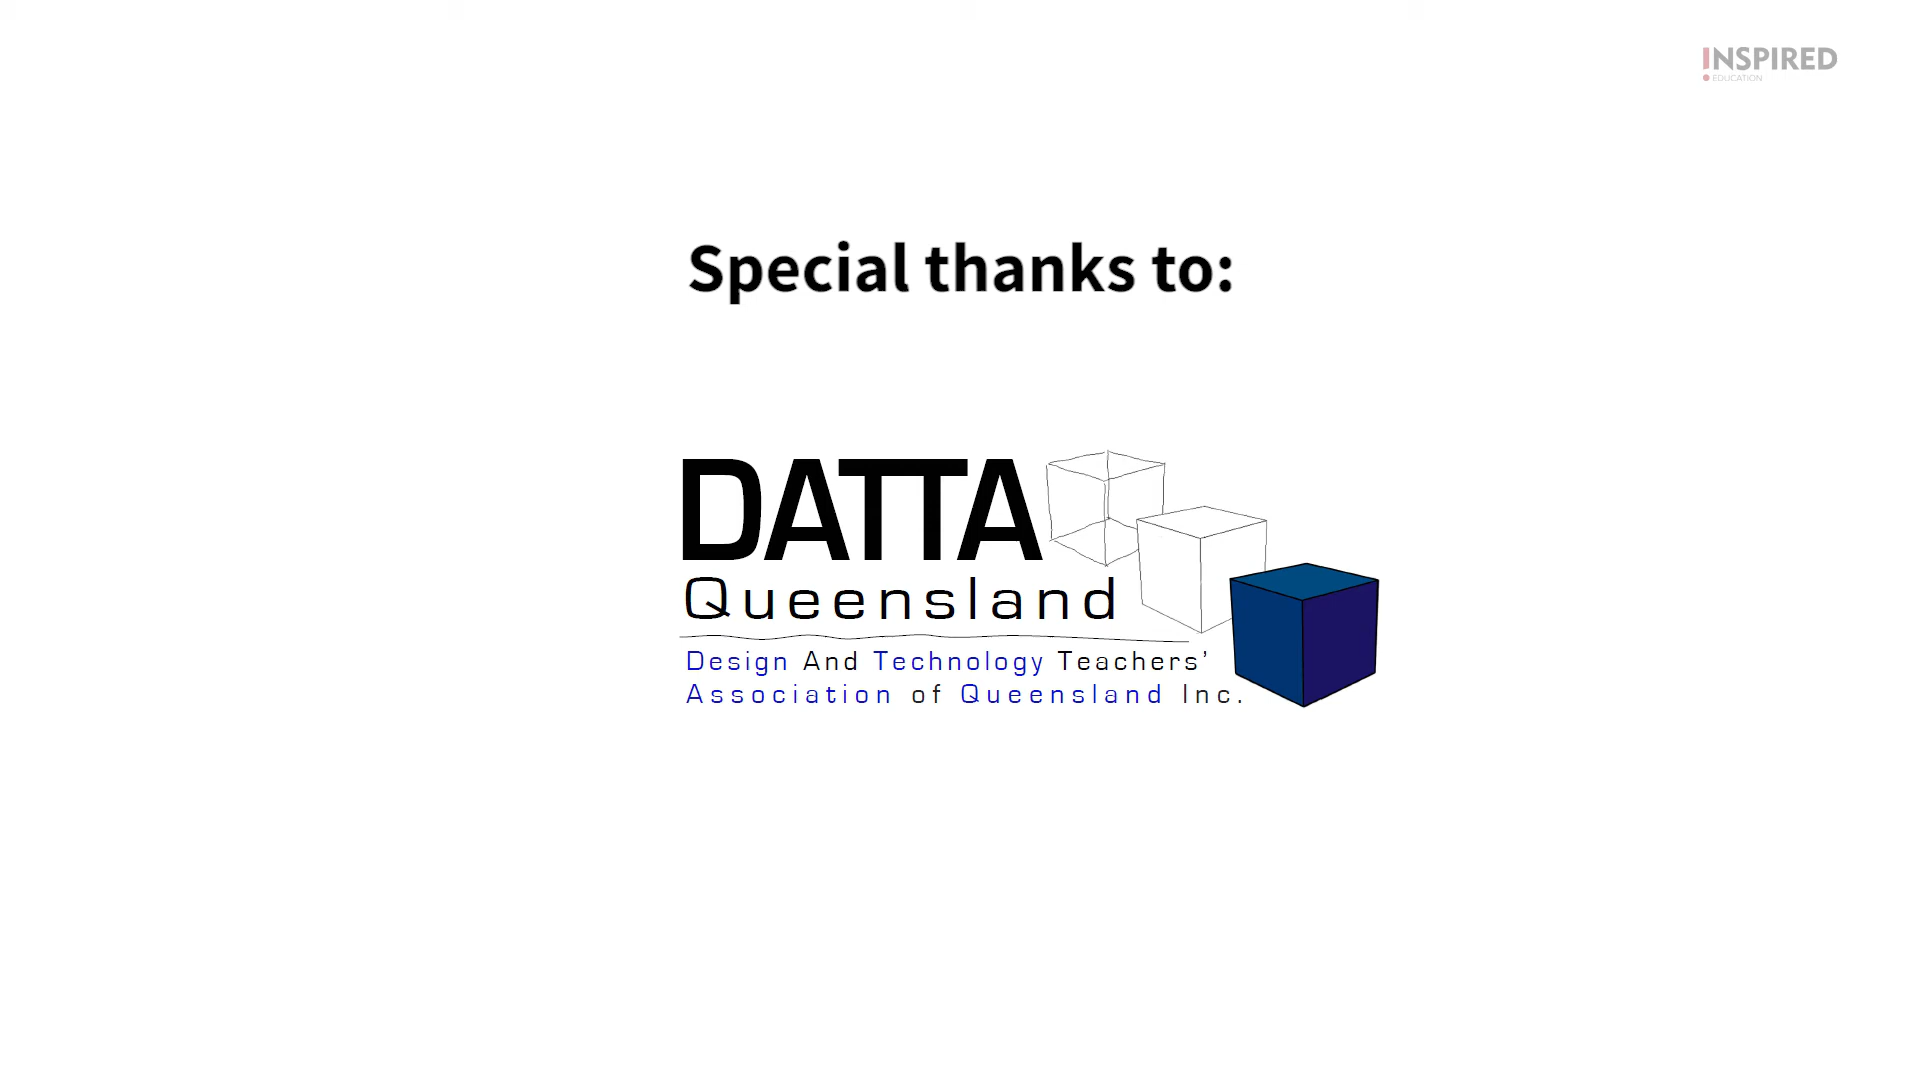 INSPIRED
EDUCATION
Special thanks to:
DATTA
Queensland
Design And Technology Teachers’
Association of Queensland Inc.